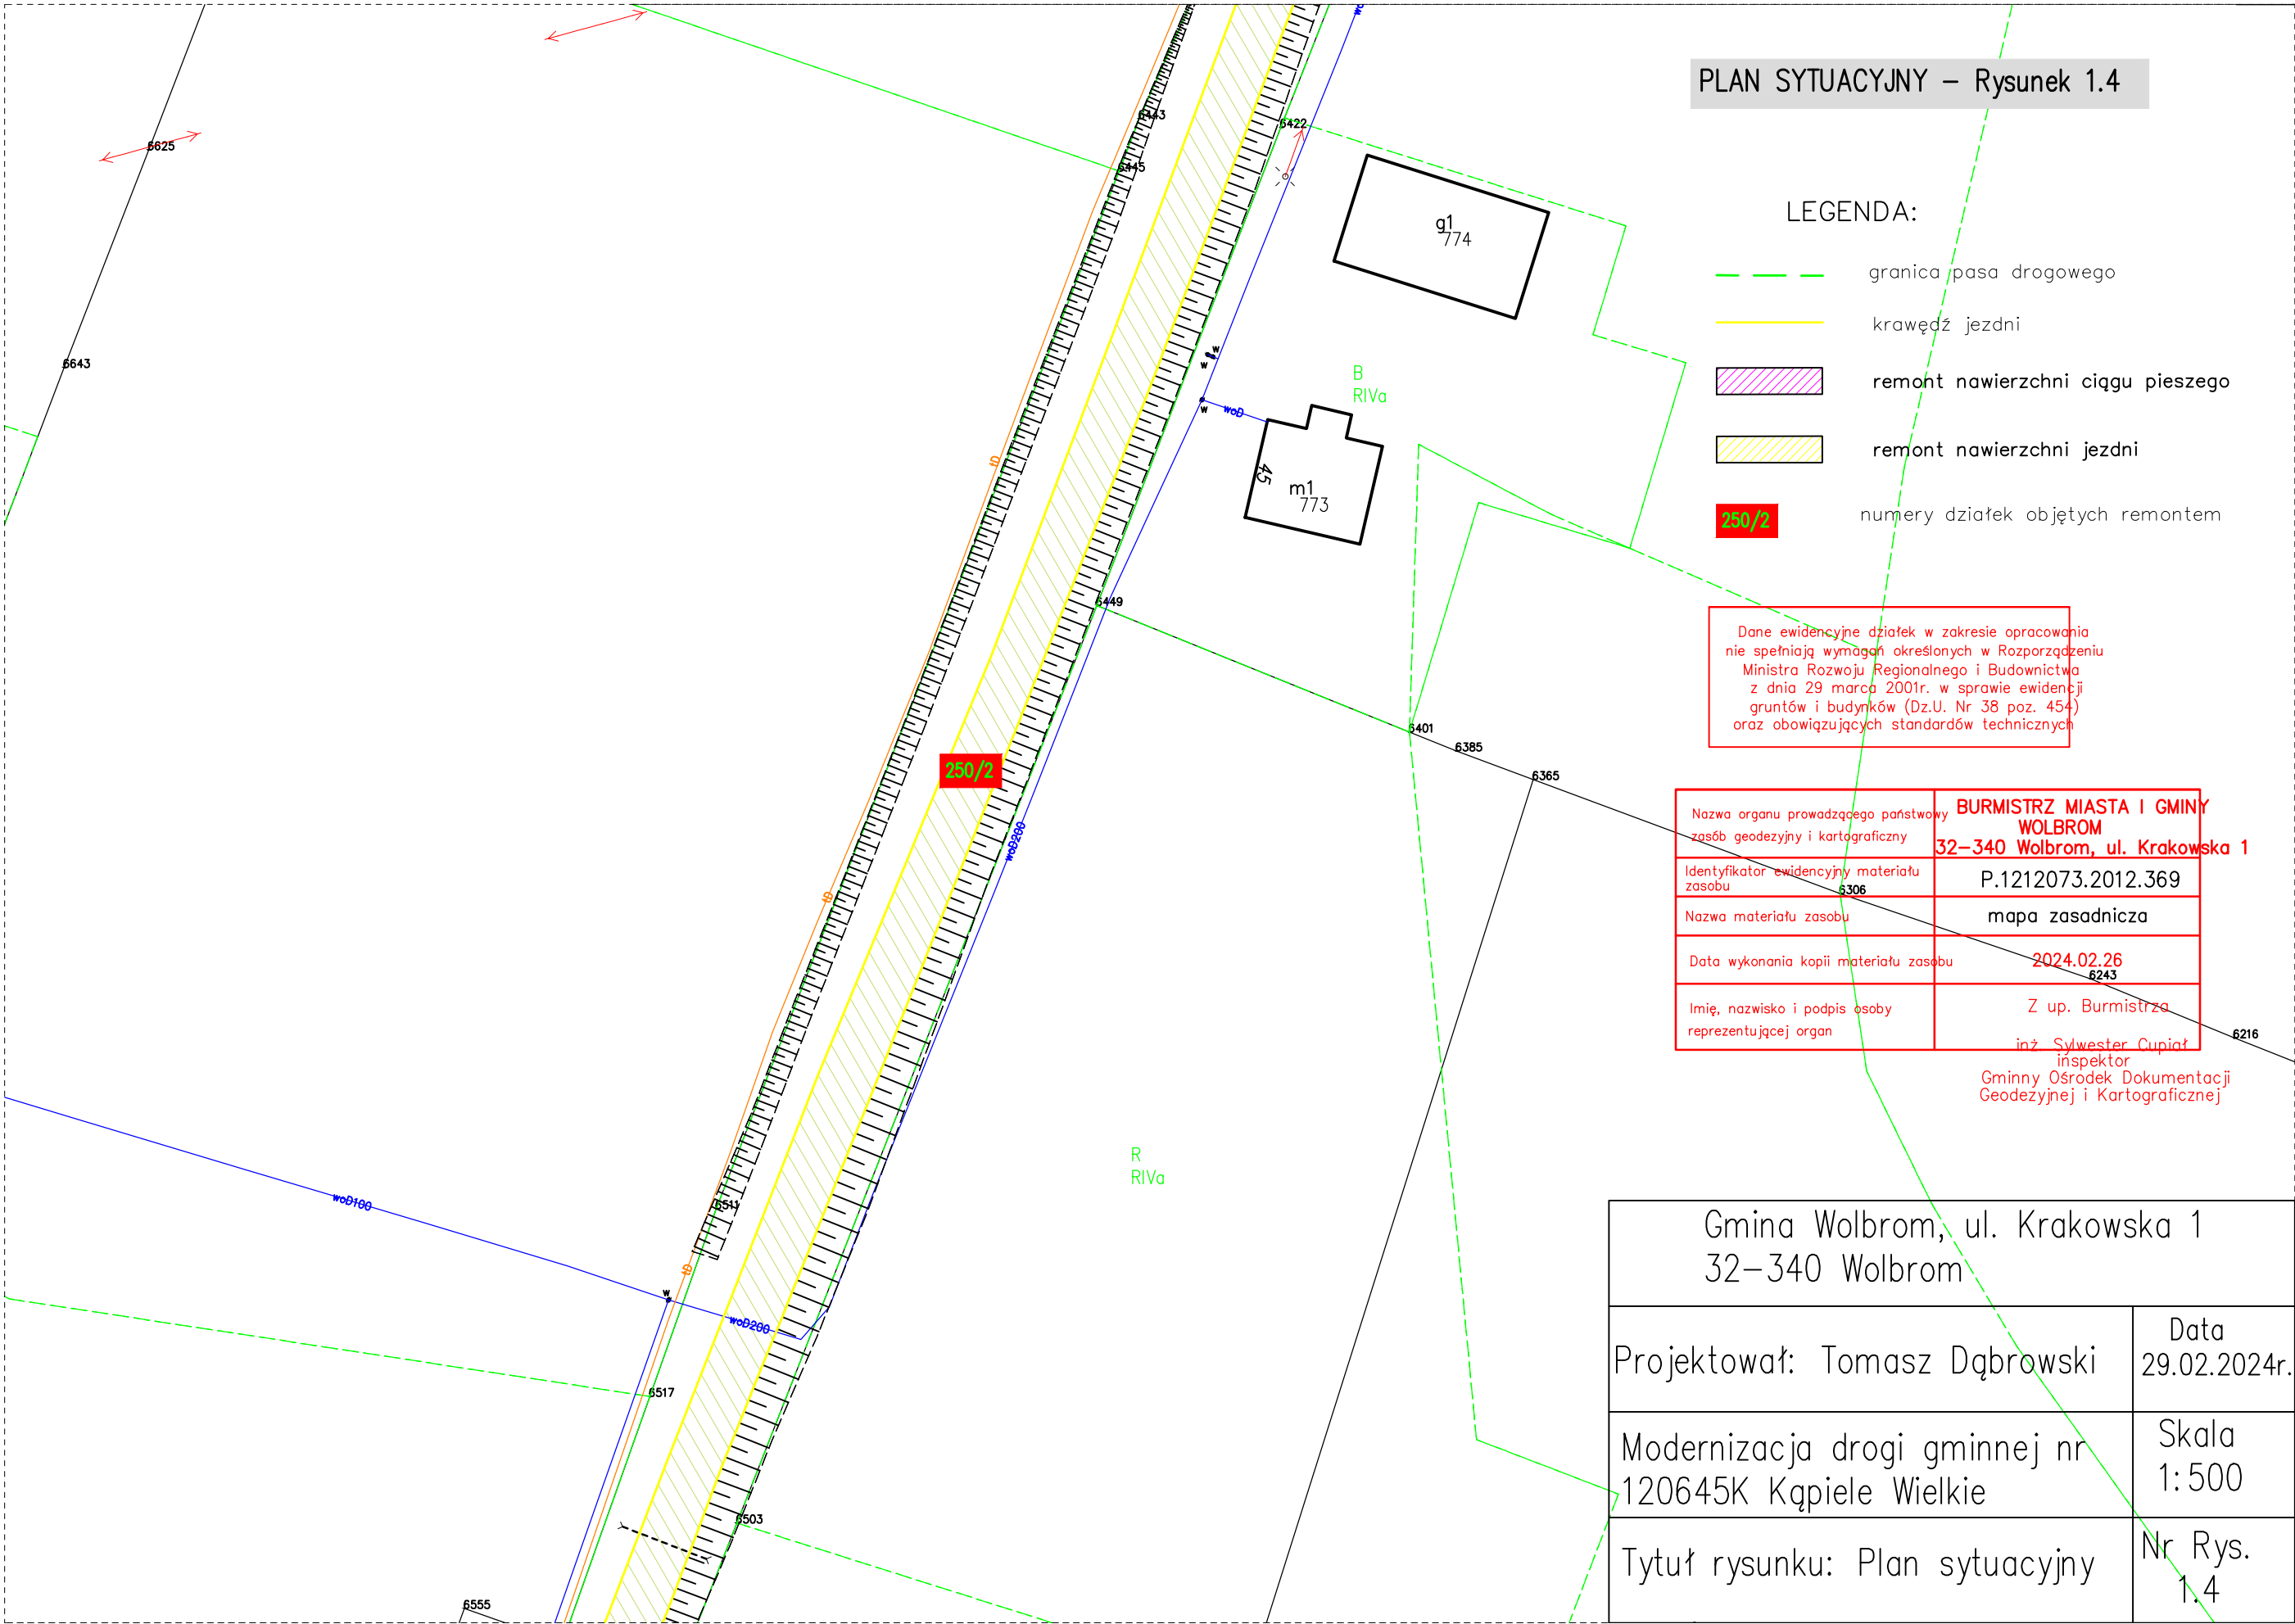 PLAN SYTUACYJNY – Rysunek 1.4
LEGENDA:
granica pasa drogowego
krawędź jezdni
remont nawierzchni ciągu pieszego
remont nawierzchni jezdni
250/2
numery działek objętych remontem
Dane ewidencyjne działek w zakresie opracowania
nie spełniają wymagań określonych w Rozporządzeniu
Ministra Rozwoju Regionalnego i Budownictwa
z dnia 29 marca 2001r. w sprawie ewidencji
gruntów i budynków (Dz.U. Nr 38 poz. 454)
oraz obowiązujących standardów technicznych
Nazwa organu prowadzącego państwowy
zasób geodezyjny i kartograficzny
BURMISTRZ MIASTA I GMINY
WOLBROM
32–340 Wolbrom, ul. Krakowska 1
Identyfikator ewidencyjny materiału
zasobu
P.1212073.2012.369
Nazwa materiału zasobu
mapa zasadnicza
Data wykonania kopii materiału zasobu
2024.02.26
Imię, nazwisko i podpis osoby
reprezentującej organ
Z up. Burmistrza
inż. Sylwester Cupiał
inspektor
Gminny Ośrodek Dokumentacji
Geodezyjnej i Kartograficznej
Gmina Wolbrom, ul. Krakowska 1
32–340 Wolbrom
Projektował: Tomasz Dąbrowski
Data
29.02.2024r.
Modernizacja drogi gminnej nr
120645K Kąpiele Wielkie
Skala
1:500
Tytuł rysunku: Plan sytuacyjny
Nr Rys.
1.4
6625
6643
6443
6445
6422
g1
774
w
w
w
woD
B
RIVa
45
m1
773
tD
6449
6401
6385
6365
6306
6243
6216
250/2
woD200
tD
R
RIVa
woD100
6511
tD
w
woD200
6517
6503
6555